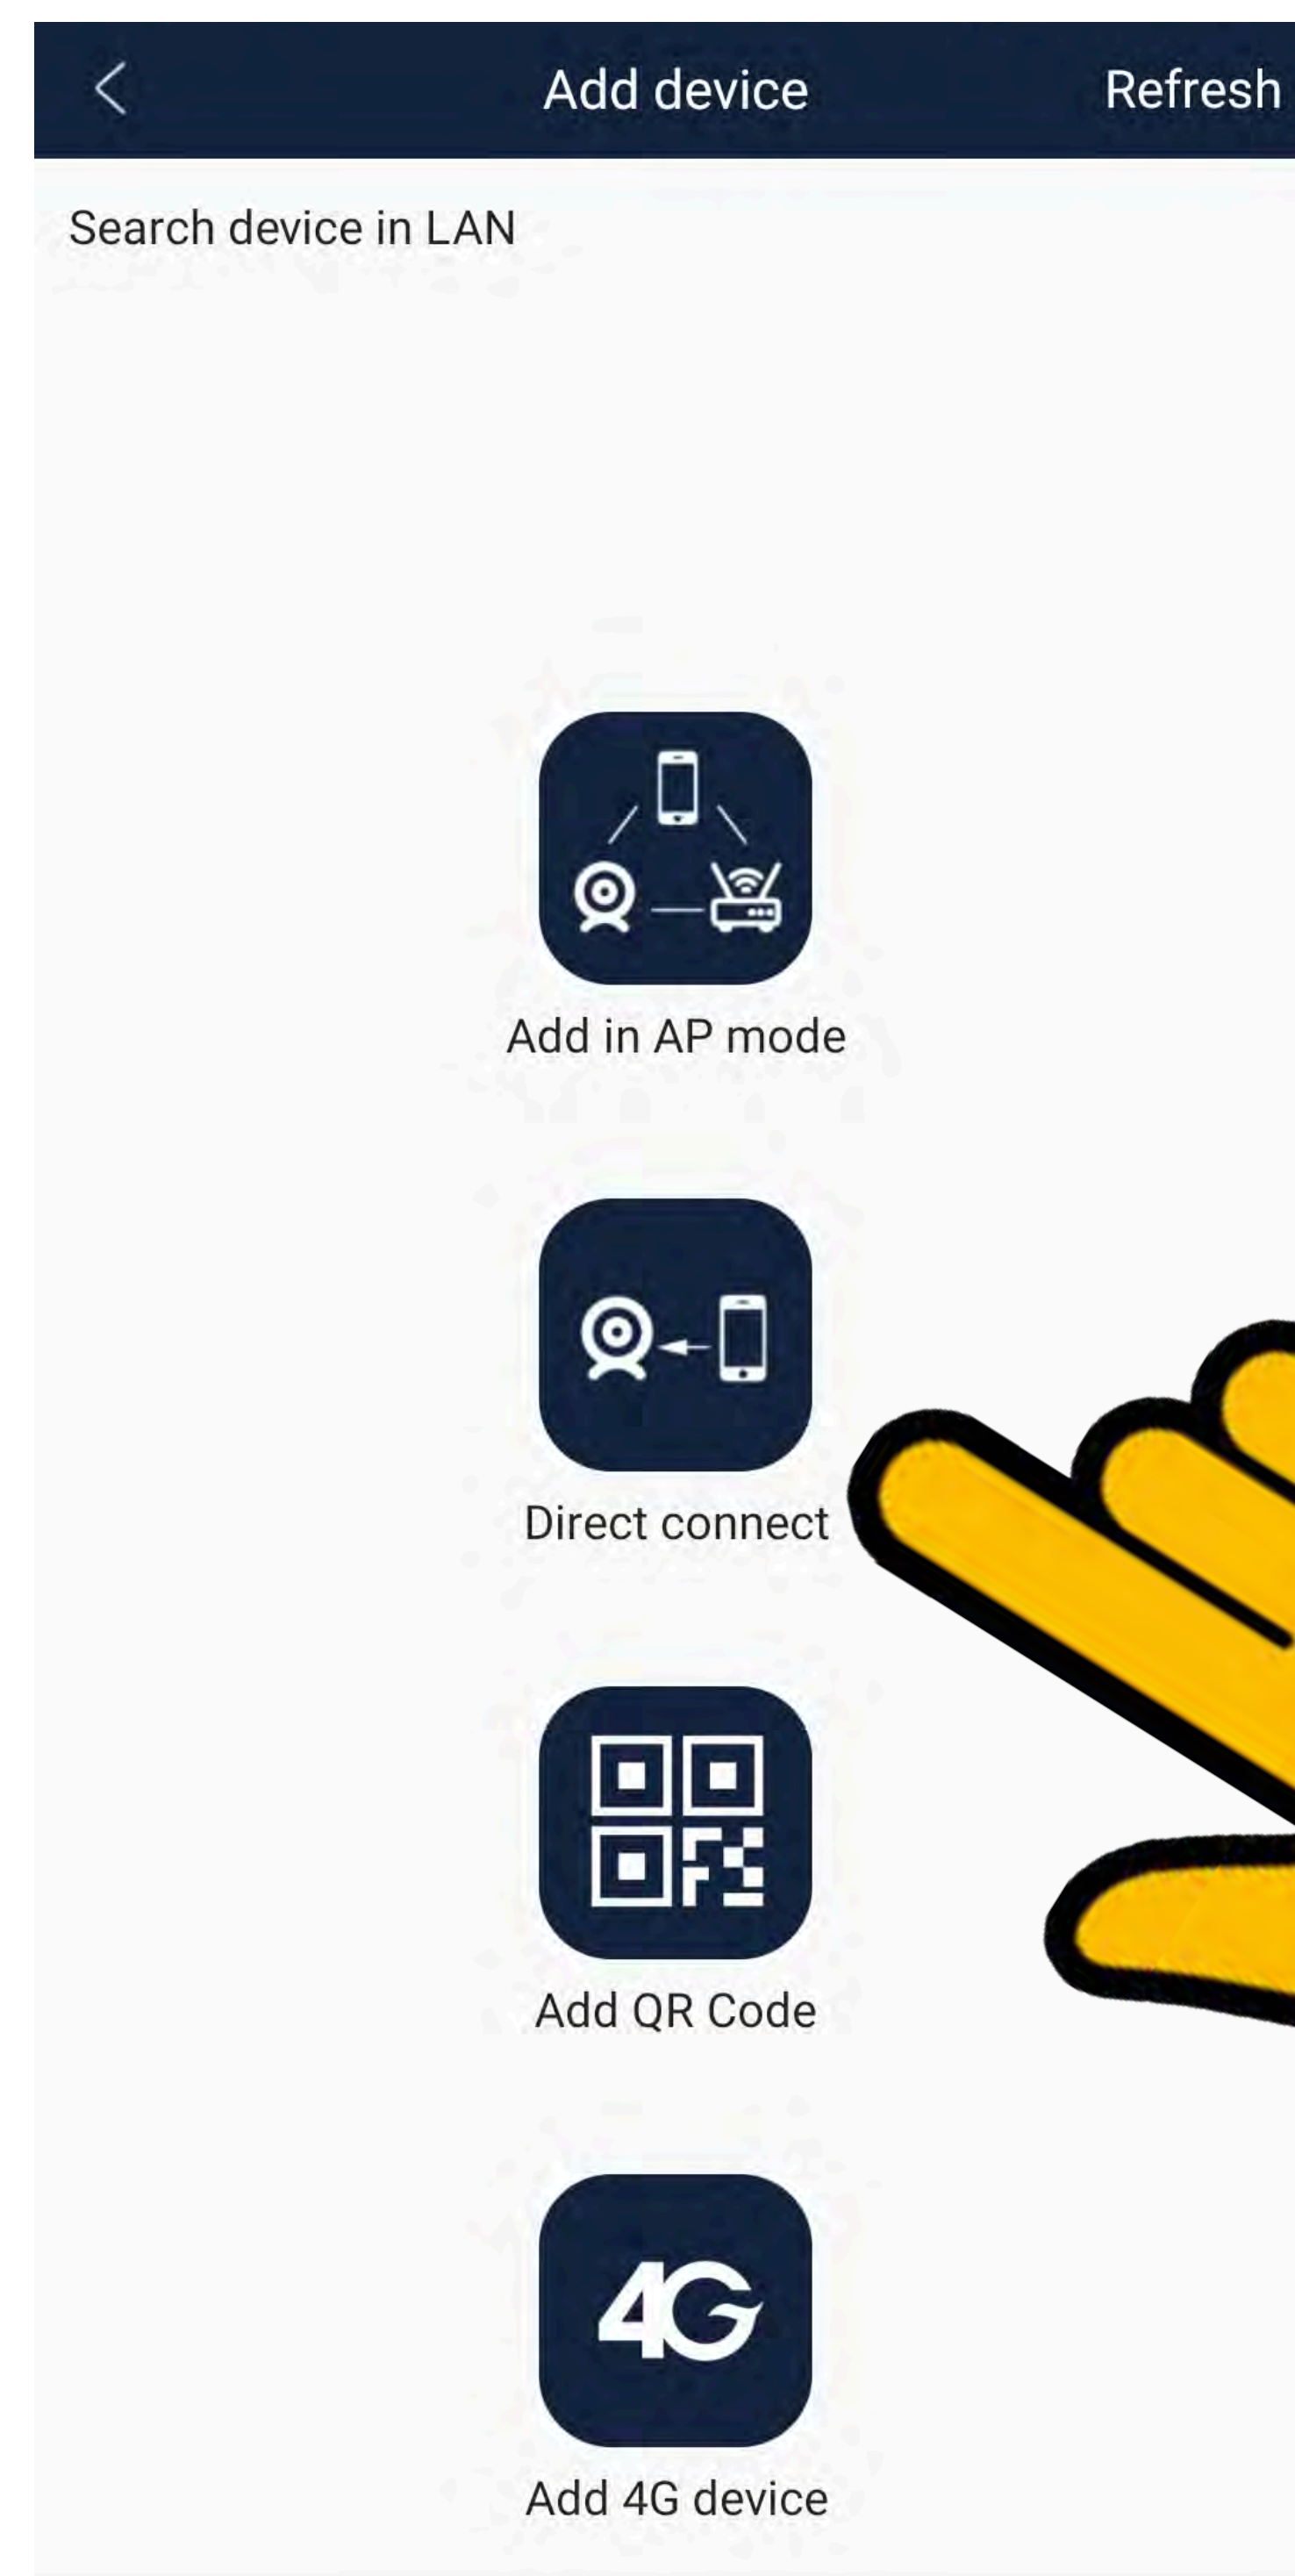 Add device
Refresh
Search device in LAN
Add in AP mode
Direct connect
Add QR Code
4G
Add 4G device